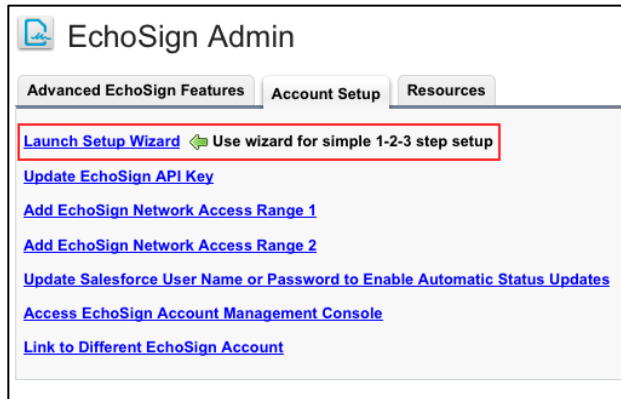 EchoSign Admin
Advanced EchoSign Features Account Setup Resources
Launch Setup Wizard Use wizard for simple 1-2-3 step setup
Update EchoSign API Key
Add EchoSign Network Access Range 1
Add EchoSign Network Access Range 2
Update Salesforce User Name or Password to Enable Automatic Status Updates
Access EchoSign Account Management Console
Link to Different EchoSign Account